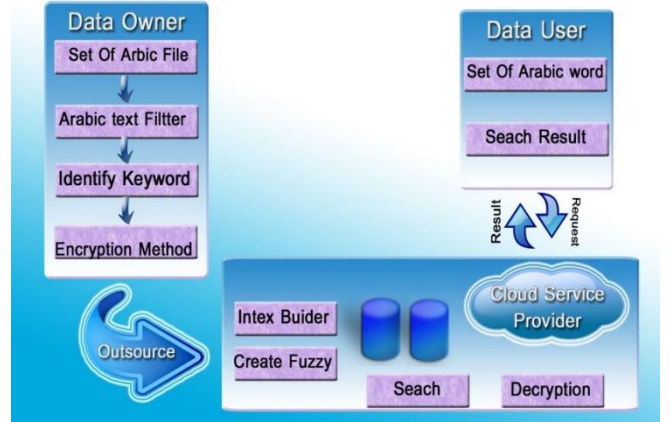 Data Owner
Set Of Arbic File
Arabic text Filtter
Identify Keyword
Encryption Method
Outsource
Data User
Set Of Arabic word
Seach Result
Result
Request
Cloud Service
Provider
Intex Buider
Create Fuzzy
Seach
Decryption